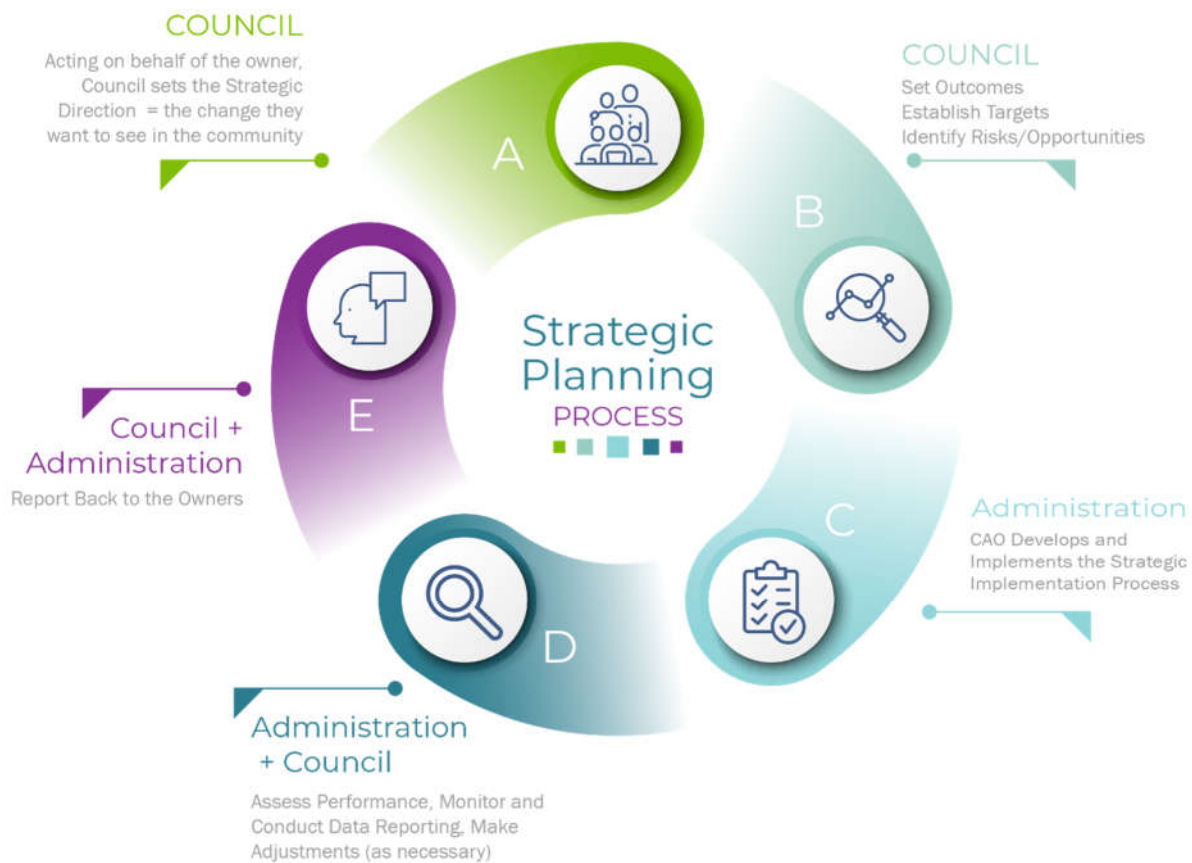 COUNCIL
Acting on behalf of the owner,
Council sets the Strategic
Direction = the change they
want to see in the community
A
COUNCIL
Set Outcomes
Establish Targets
Identify Risks/Opportunities
B
Strategic
Planning
PROCESS
C
Administration
CAO Develops and
Implements the Strategic
Implementation Process
D
Administration
+ Council
Assess Performance, Monitor and
Conduct Data Reporting, Make
Adjustments (as necessary)
E
Council +
Administration
Report Back to the Owners